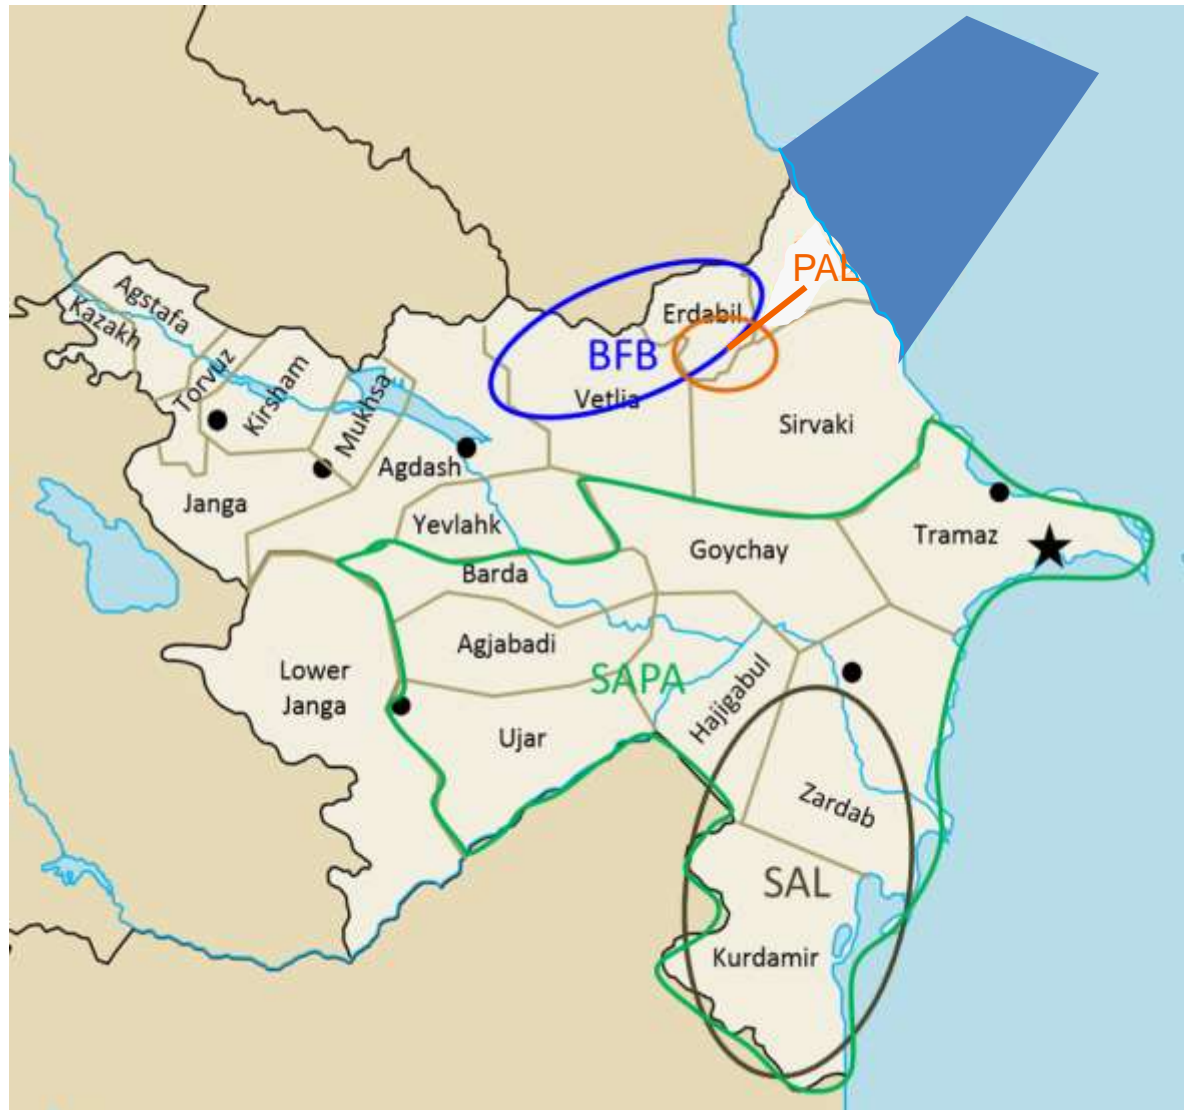 PAE
Agstafa
Kazakh
Erdabil
BFB
Torvuz
Kirsham
Mukhsa
Vetlia
Sirvaki
Agdash
Janga
Yevlahk
Goychay
Tramaz
Barda
Agjabadi
Lower
Janga
SAPA
Hajigabul
Ujar
Zardab
SAL
Kurdamir